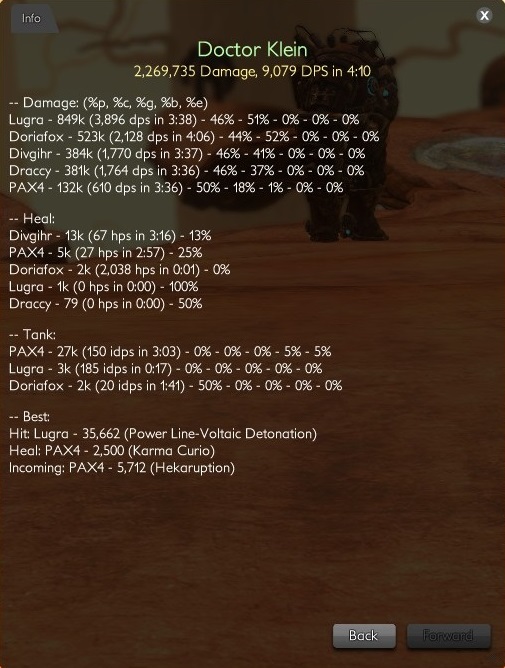 Info
X
Doctor Klein
2,269,735 Damage, 9,079 DPS in 4:10
-- Damage: (%p, %c, %g, %b, %e)
Lugra - 849k (3,896 dps in 3:38) - 46% - 51% - 0% - 0% - 0%
Doriafox - 523k (2,128 dps in 4:06) - 44% - 52% - 0% - 0% - 0%
Divgihr - 384k (1,770 dps in 3:37) - 46% - 41% - 0% - 0% - 0%
Draccy - 381k (1,764 dps in 3:36) - 46% - 37% - 0% - 0% - 0%
PAX4 - 132k (610 dps in 3:36) - 50% - 18% - 1% - 0% - 0%
-- Heal:
Divgihr - 13k (67 hps in 3:16) - 13%
PAX4 - 5k (27 hps in 2:57) - 25%
Doriafox - 2k (2,038 hps in 0:01) - 0%
Lugra - 1k (0 hps in 0:00) - 100%
Draccy - 79 (0 hps in 0:00) - 50%
-- Tank:
PAX4 - 27k (150 idps in 3:03) - 0% - 0% - 0% - 5% - 5%
Lugra - 3k (185 idps in 0:17) - 0% - 0% - 0% - 0% - 0%
Doriafox - 2k (20 idps in 1:41) - 50% - 0% - 0% - 0% - 0%
-- Best:
Hit: Lugra - 35,662 (Power Line-Voltaic Detonation)
Heal: PAX4 - 2,500 (Karma Curio)
Incoming: PAX4 - 5,712 (Hekaruption)
Back
Forward